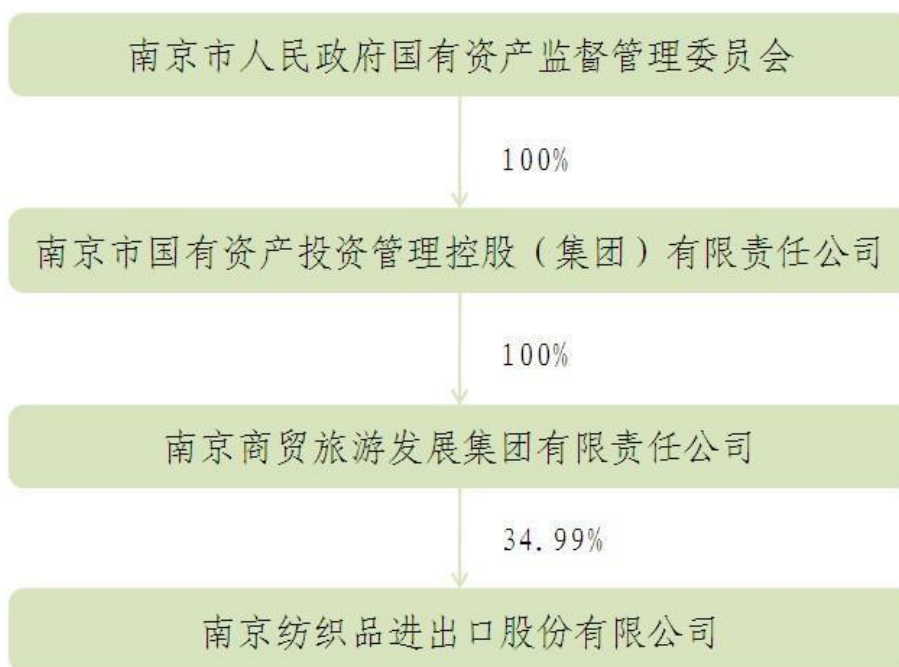 南京市人民政府国有资产监督管理委员会
100%
南京市国有资产投资管理控股（集团）有限责任公司
100%
南京商贸旅游发展集团有限责任公司
34.99%
南京纺织品进出口股份有限公司